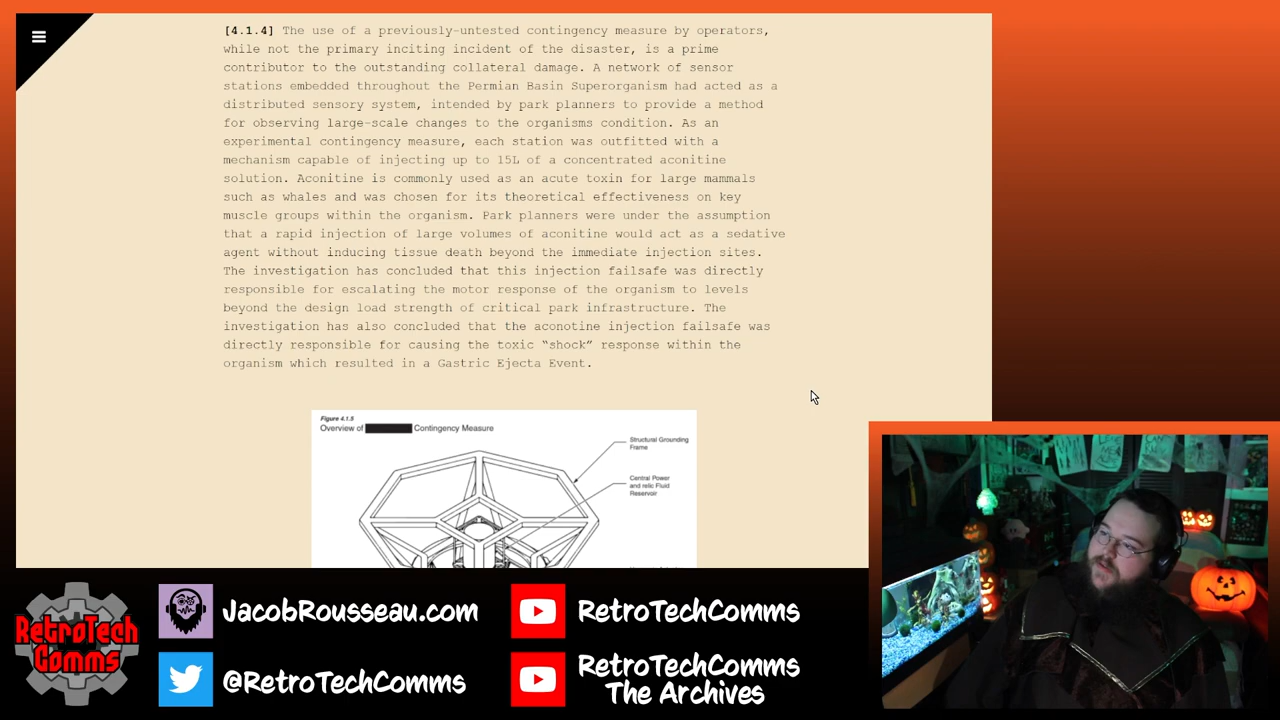 [4.1.4] The use of a previously-untested contingency measure by operators,
while not the primary inciting incident of the disaster, is a prime
contributor to the outstanding collateral damage. A network of sensor
stations embedded throughout the Permian Basin Superorganism had acted as a
distributed sensory system, intended by park planners to provide a method
for observing large-scale changes to the organisms condition. As an
experimental contingency measure, each station was outfitted with a
mechanism capable of injecting up to 15L of a concentrated aconitine
solution. Aconitine is commonly used as an acute toxin for large mammals
such as whales and was chosen for its theoretical effectiveness on key
muscle groups within the organism. Park planners were under the assumption
that a rapid injection of large volumes of aconitine would act as a sedative
agent without inducing tissue death beyond the immediate injection sites.
The investigation has concluded that this injection failsafe was directly
responsible for escalating the motor response of the organism to levels
beyond the design load strength of critical park infrastructure. The
investigation has also concluded that the aconotine injection failsafe was
directly responsible for causing the toxic “shock” response within the
organism which resulted in a Gastric Ejecta Event.
Figure 4.1.5
Overview of Contingency Measure
Structural Grounding
Frame
Central Power
and relic Fluid
Reservoir
RetroTech
Comms
JacobRousseau.com
@RetroTechComms
RetroTechComms
RetroTechComms
The Archives